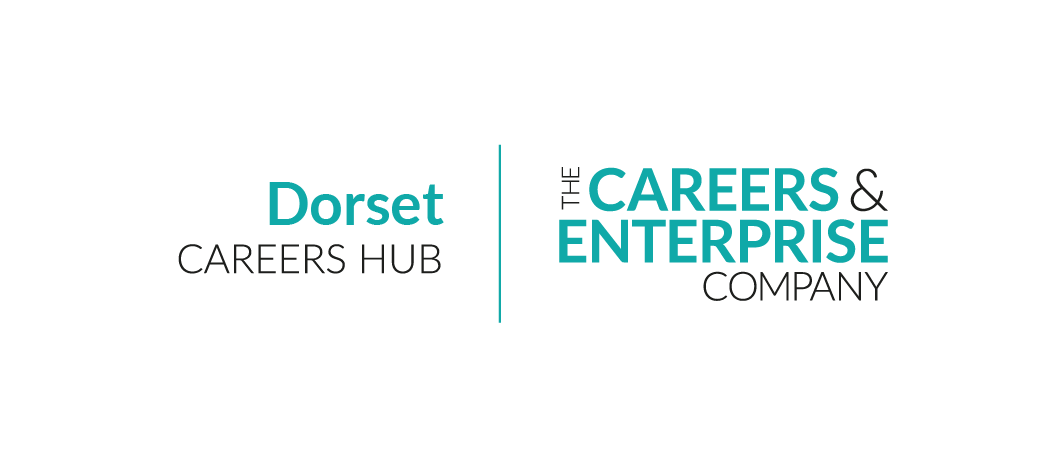 Dorset
CAREERS HUB
THE CAREERS &
ENTERPRISE
COMPANY